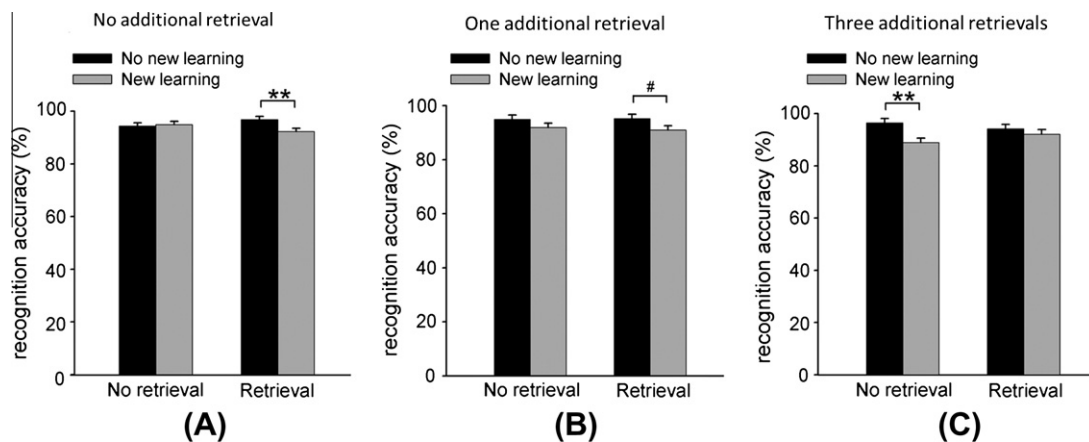 No additional retrieval
No new learning
New learning
**
100
80
60
40
20
0
recognition accuracy (%)
No retrieval Retrieval
(A)
One additional retrieval
No new learning
New learning
#
100
80
60
40
20
0
recognition accuracy (%)
No retrieval Retrieval
(B)
Three additional retrievals
No new learning
New learning
**
100
80
60
40
20
0
recognition accuracy (%)
No retrieval Retrieval
(C)